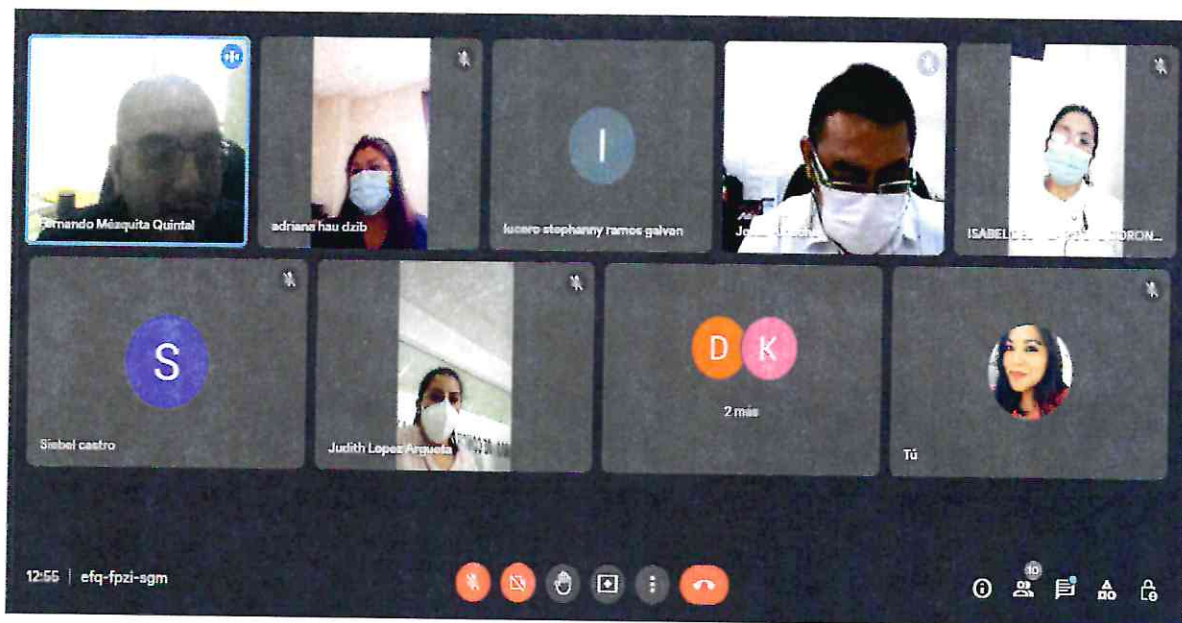 Fernando Mézquita Quintal
adriana hau dzib
I
lucero stephanny ramos galvan
S
Siebel castro
Judith Lopez Argueta
D K
2 más
Tú
12:55 | efq-fpzi-sgm
10